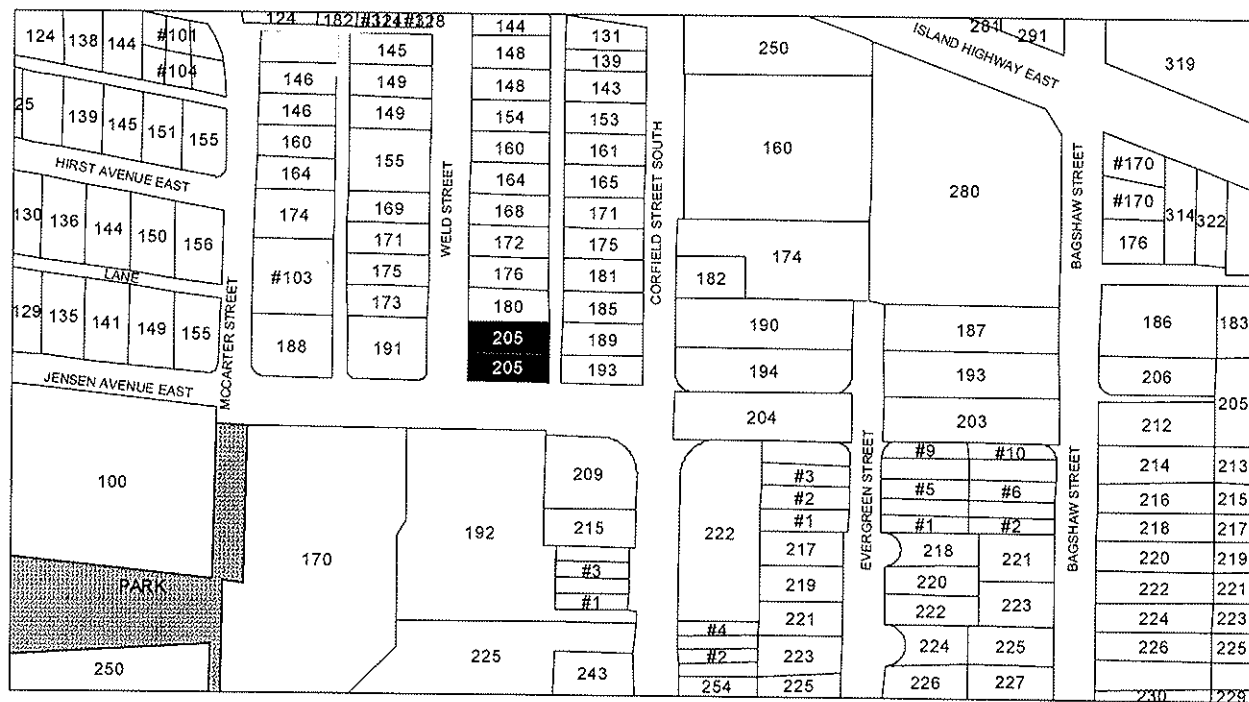 124 182 #324 #328 144 131 250 281 291 319
124 138 144 #101
#104
ISLAND HIGHWAY EAST
145 148 139
146 149 148 143
146 149 154 153
25 139 145 151 155
160 155 160 161 160 280
164 164 165
HIRST AVENUE EAST
WELD STREET
CORFIELD STREET SOUTH
BAGSHAW STREET
#170
#170 314 322
176
130 136 144 150 156
174 169 168 171
171 172 175 174
#103 175 176 181 182
173 180 185
LANE
MCCARTER STREET
129 135 141 149 155
188 191 205 189 190 187 186 183
205 193 194 193 206
JENSEN AVENUE EAST
205
204 203 212
100
209 #9 #10 214 213
#3 #5 #6 216 215
#2
215 #1 #1 #2 218 217
170 192 222
EVERGREEN STREET
BAGSHAW STREET
217 218 221 220 219
#3 219 220 222 221
#1 222 223
PARK
221 224 223
#4
225 #2 223 224 225 226 225
250 243 254 225 226 227 230 229